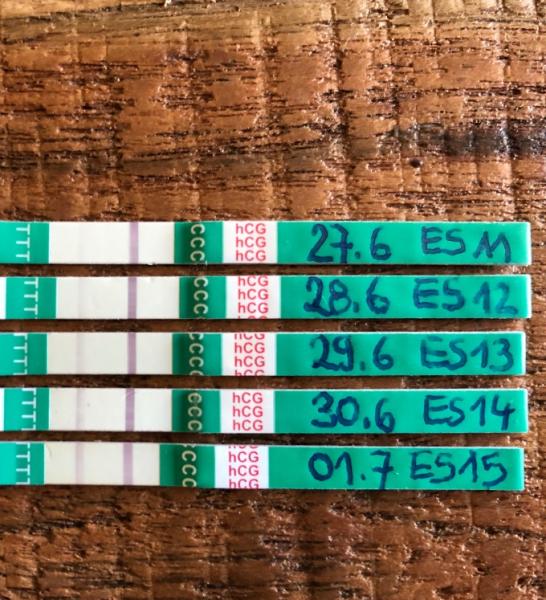 TTT CCC hCG hCG hCG 27.6 ES11
TTT CCC hCG hCG hCG 28.6 ES12
TTT CCC hCG hCG hCG 29.6 ES13
TTT CCC hCG hCG hCG 30.6 ES14
TTT CCC hCG hCG hCG 01.7 ES15